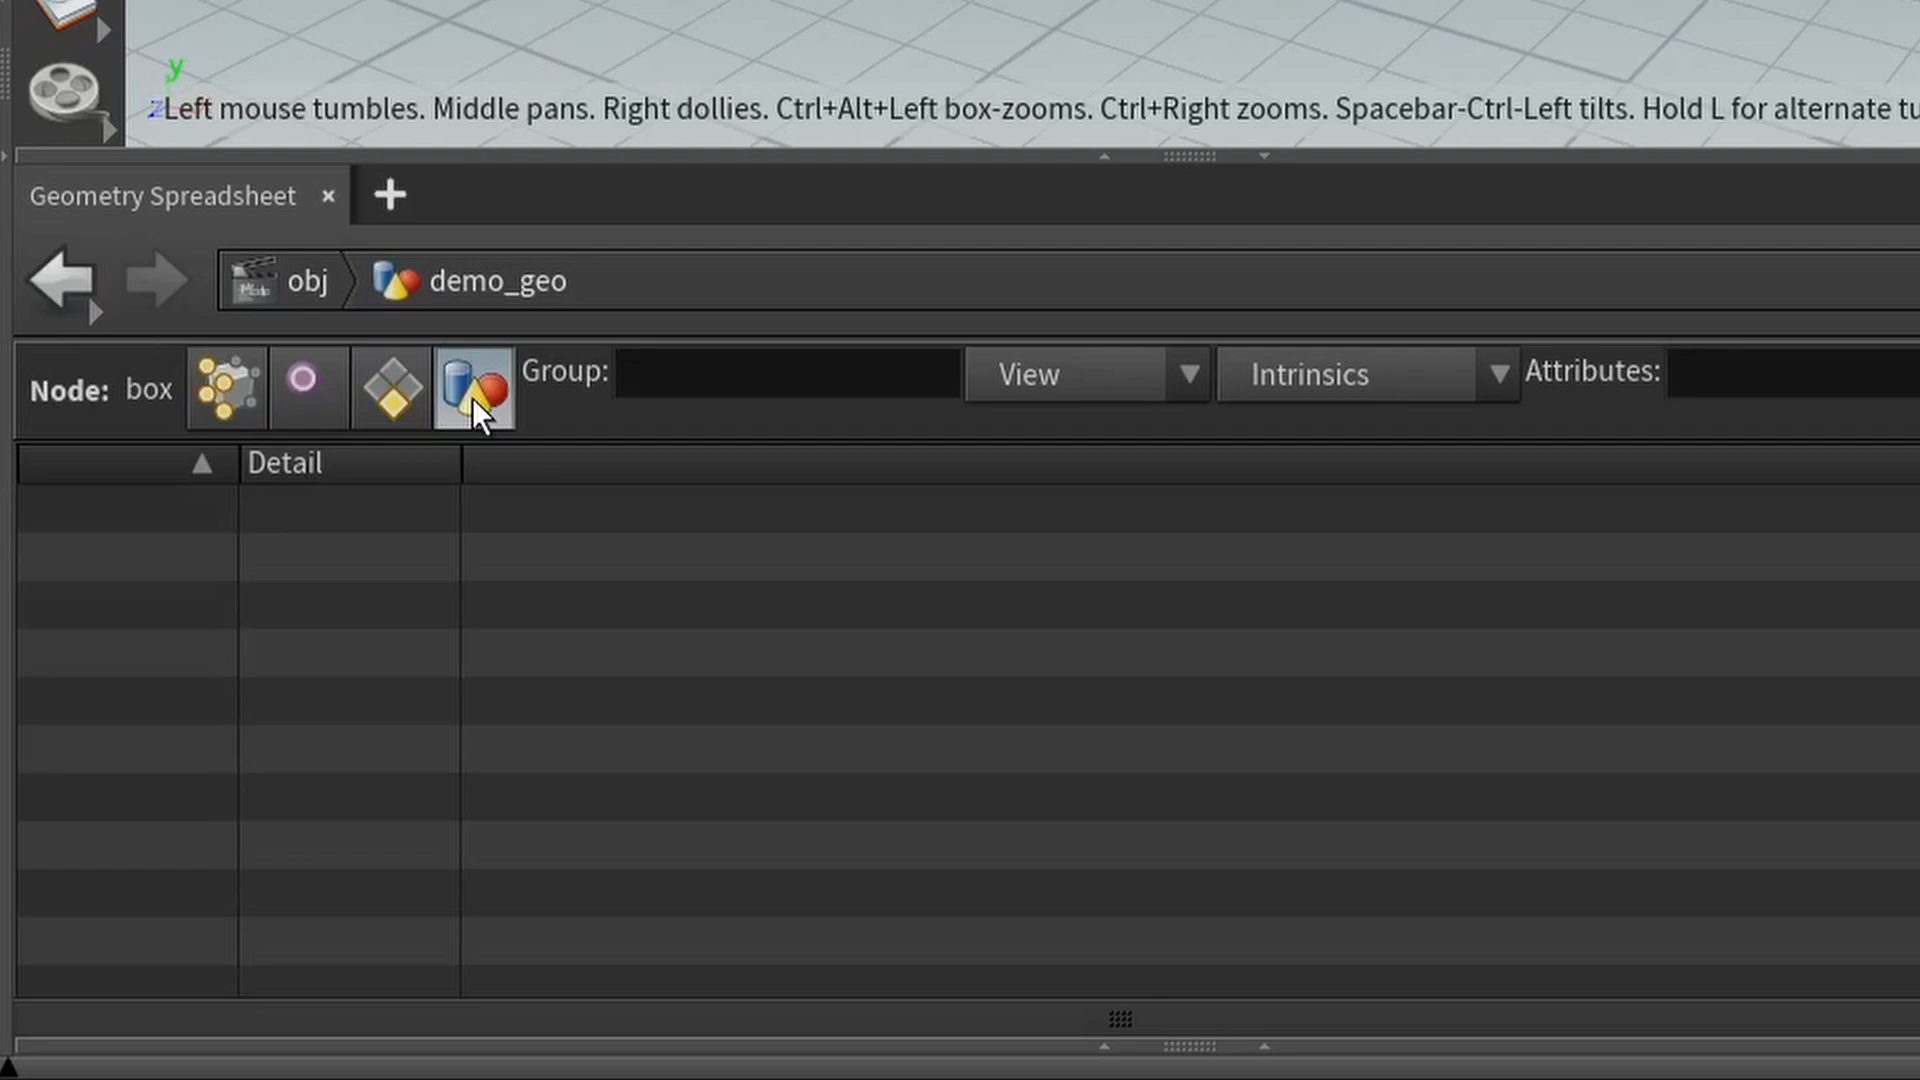 y
z
Left mouse tumbles. Middle pans. Right dollies. Ctrl+Alt+Left box-zooms. Ctrl+Right zooms. Spacebar-Ctrl-Left tilts. Hold L for alternate tu
Geometry Spreadsheet
obj
demo_geo
Node: box
Group:
View
Intrinsics
Attributes:
Detail